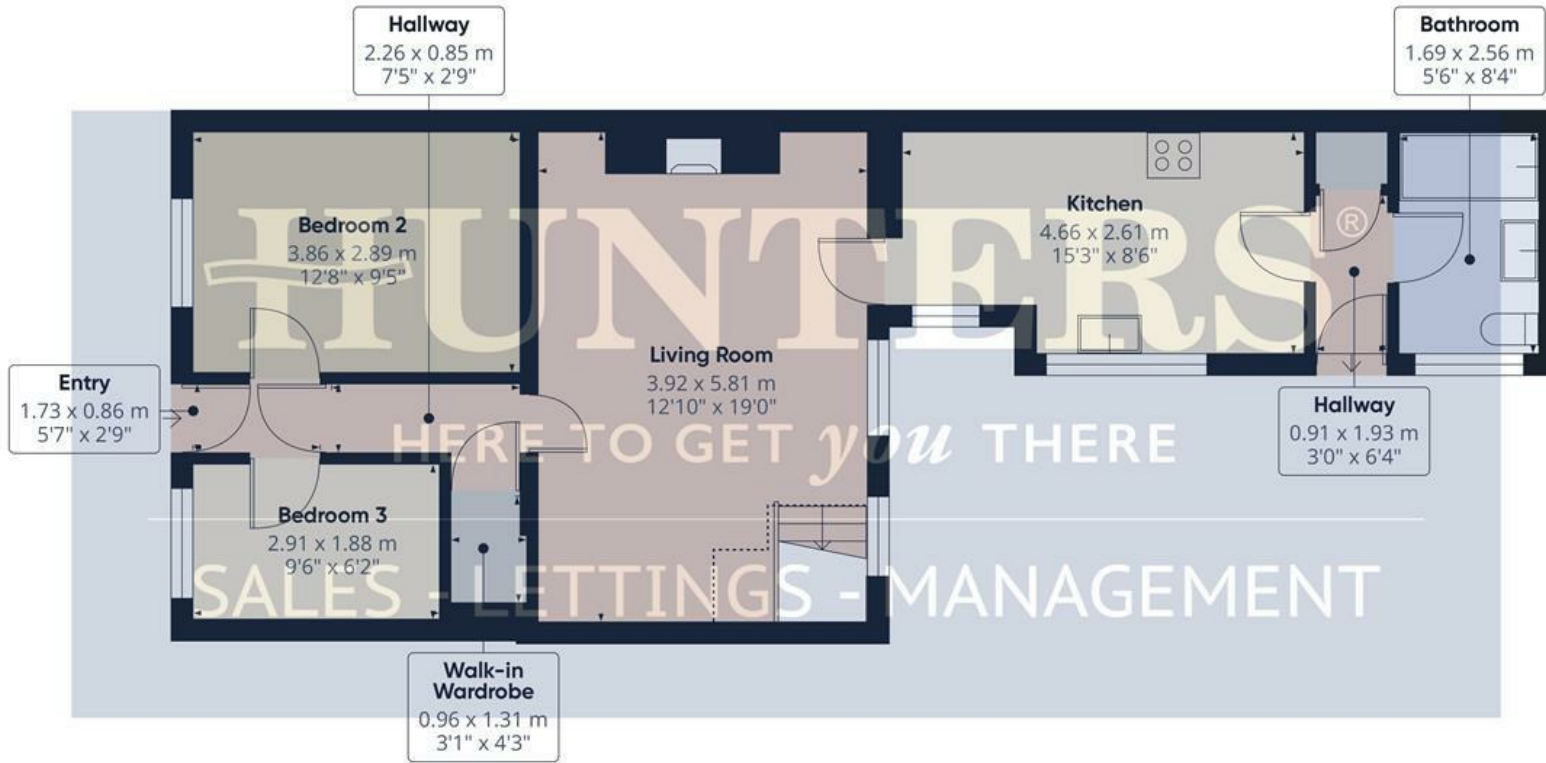 Hallway
2.26 x 0.85 m
7'5" x 2'9"
Bathroom
1.69 x 2.56 m
5'6" x 8'4"
Bedroom 2
3.86 x 2.89 m
12'8" x 9'5"
Kitchen
4.66 x 2.61 m
15'3" x 8'6"
HUNTERS®
Living Room
3.92 x 5.81 m
12'10" x 19'0"
Entry
1.73 x 0.86 m
5'7" x 2'9"
Hallway
0.91 x 1.93 m
3'0" x 6'4"
HERE TO GET you THERE
Bedroom 3
2.91 x 1.88 m
9'6" x 6'2"
SALES - LETTINGS - MANAGEMENT
Walk-in
Wardrobe
0.96 x 1.31 m
3'1" x 4'3"